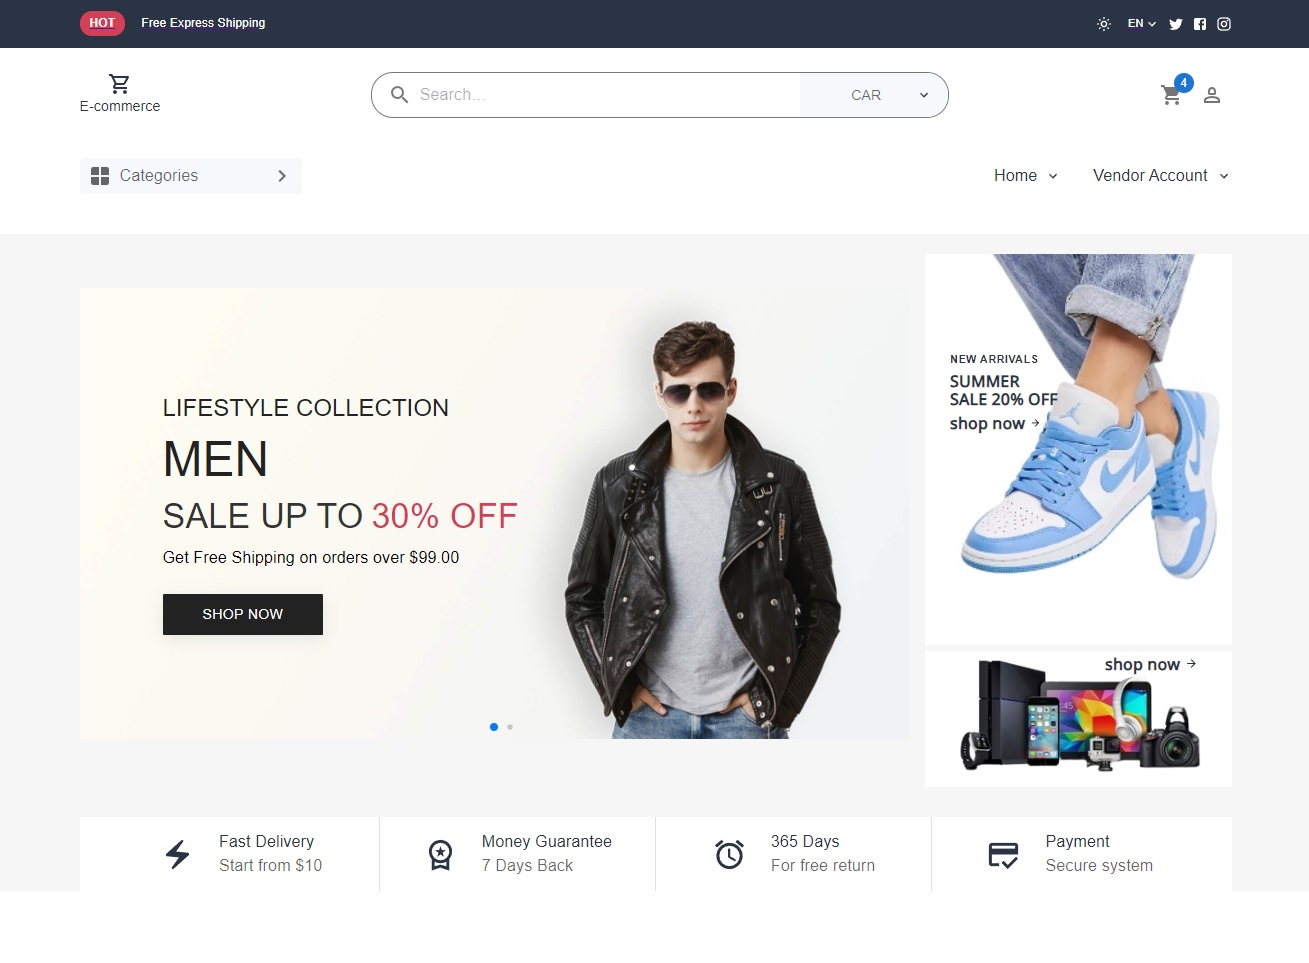 HOT
Free Express Shipping
EN
E-commerce
Search...
CAR
4
Categories
Home
Vendor Account
LIFESTYLE COLLECTION
MEN
SALE UP TO 30% OFF
Get Free Shipping on orders over $99.00
SHOP NOW
NEW ARRIVALS
SUMMER
SALE 20% OFF
shop now
shop now
Fast Delivery
Start from $10
Money Guarantee
7 Days Back
365 Days
For free return
Payment
Secure system